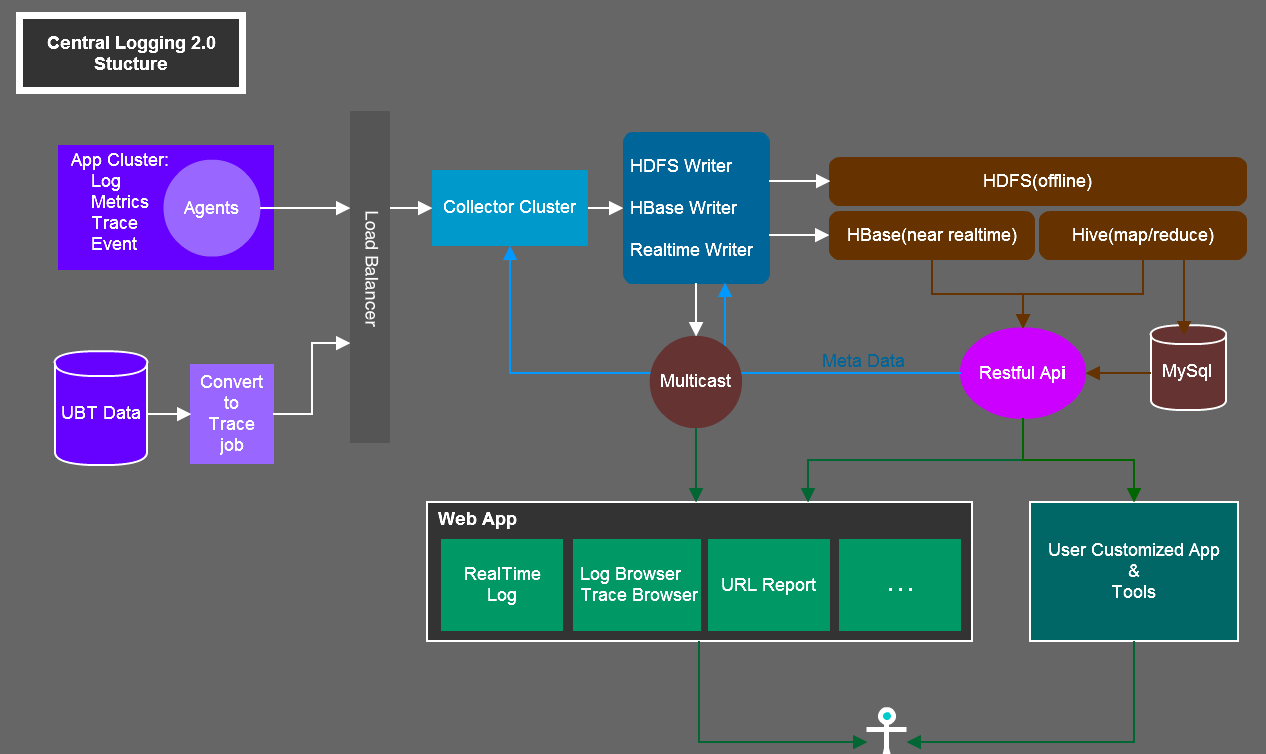 Central Logging 2.0
Stucture
App Cluster:
Log
Metrics
Trace
Event
Agents
Load Balancer
Collector Cluster
HDFS Writer
HBase Writer
Realtime Writer
HDFS(offline)
HBase(near realtime)
Hive(map/reduce)
UBT Data
Convert
to
Trace
job
Multicast
Meta Data
Restful Api
MySql
Web App
RealTime
Log
Log Browser
Trace Browser
URL Report
...
User Customized App
&
Tools